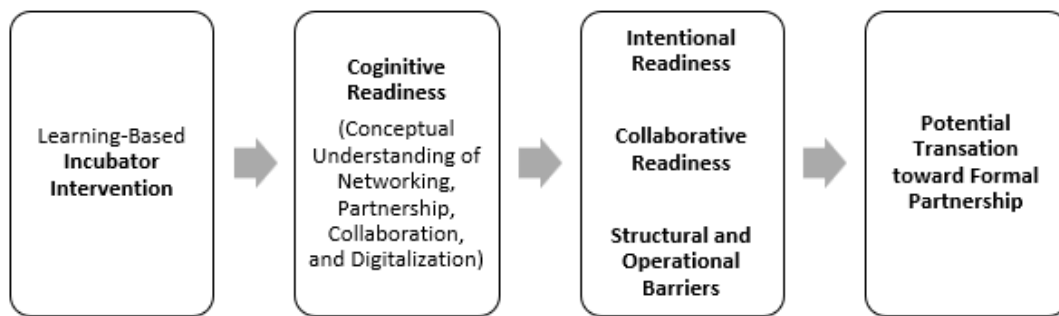 Learning-Based
Incubator
Intervention
Coginitive
Readiness
(Conceptual
Understanding of
Networking,
Partnership,
Collaboration,
and Digitalization)
Intentional
Readiness
Collaborative
Readiness
Structural and
Operational
Barriers
Potential
Transation
toward Formal
Partnership